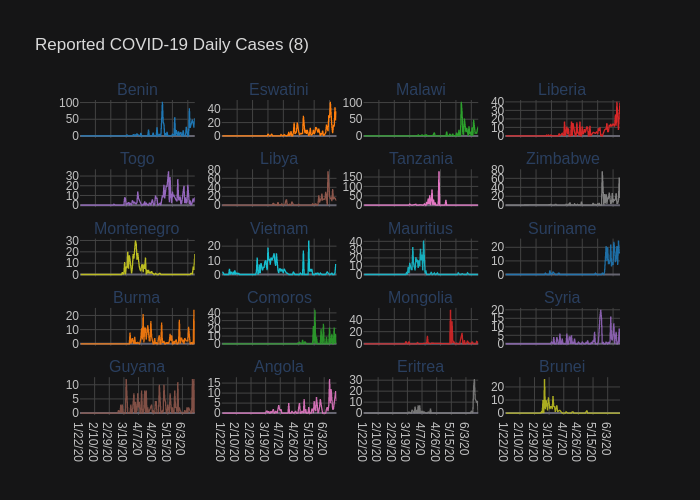 Reported COVID-19 Daily Cases (8)
Benin Eswatini Malawi Liberia
100 50 0
40 20 0
100 50 0
40 30 20 10 0
Togo Libya Tanzania Zimbabwe
30 20 10 0
80 60 40 20 0
150 100 50 0
80 60 40 20 0
Montenegro Vietnam Mauritius Suriname
30 20 10 0
20 10 0
40 30 20 10 0
20 10 0
Burma Comoros Mongolia Syria
20 10 0
40 30 20 10 0
40 20 0
20 15 10 5 0
Guyana Angola Eritrea Brunei
10 5 0
15 10 5 0
30 20 10 0
20 10 0
1/22/20 2/10/20 2/29/20 3/19/20 4/7/20 4/26/20 5/15/20 6/3/20
1/22/20 2/10/20 2/29/20 3/19/20 4/7/20 4/26/20 5/15/20 6/3/20
1/22/20 2/10/20 2/29/20 3/19/20 4/7/20 4/26/20 5/15/20 6/3/20
1/22/20 2/10/20 2/29/20 3/19/20 4/7/20 4/26/20 5/15/20 6/3/20